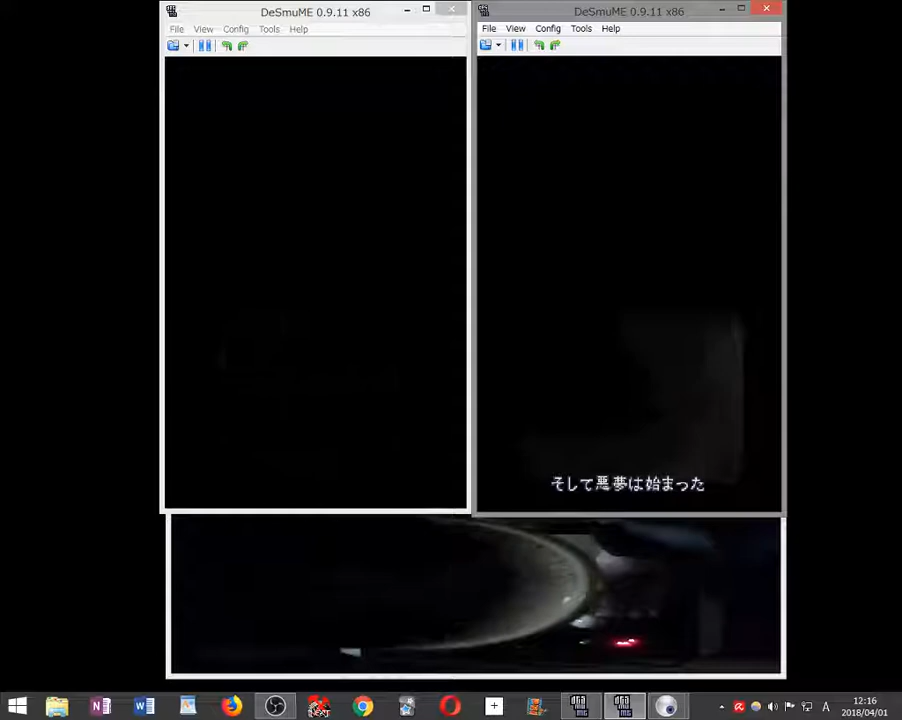 DeSmuME 0.9.11 x86
File View Config Tools Help
DeSmuME 0.9.11 x86
File View Config Tools Help
そして悪夢は始まった
A
12:16
2018/04/01